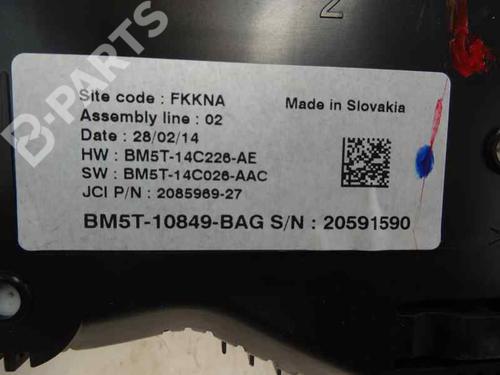 2
B-PARTS
Site code : FKKNA
Made in Slovakia
Assembly line : 02
Date : 28/02/14
HW : BM5T-14C226-AE
SW : BM5T-14C026-AAC
JCI P/N : 2085969-27
BM5T-10849-BAG S/N : 20591590